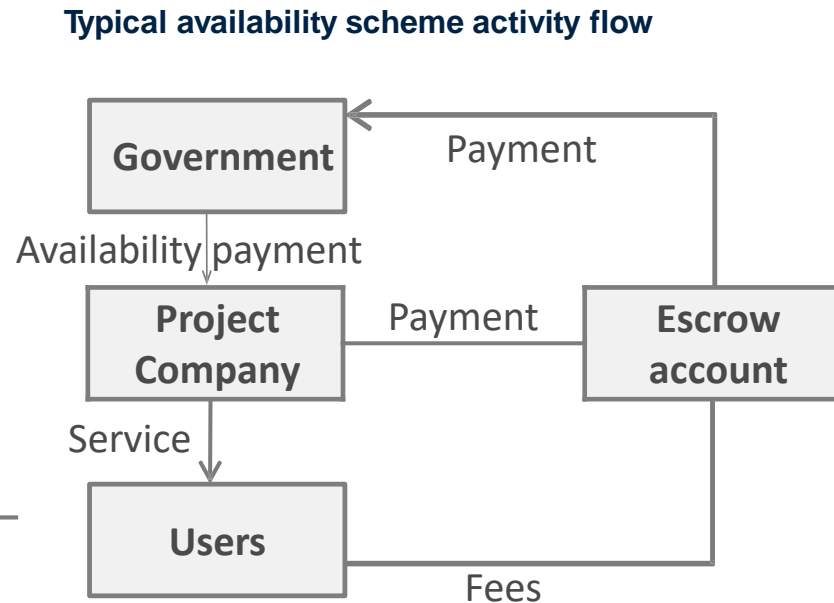 Typical availability scheme activity flow
Government
Payment
Availability payment
Project
Company
Payment
Escrow
account
Service
Users
Fees